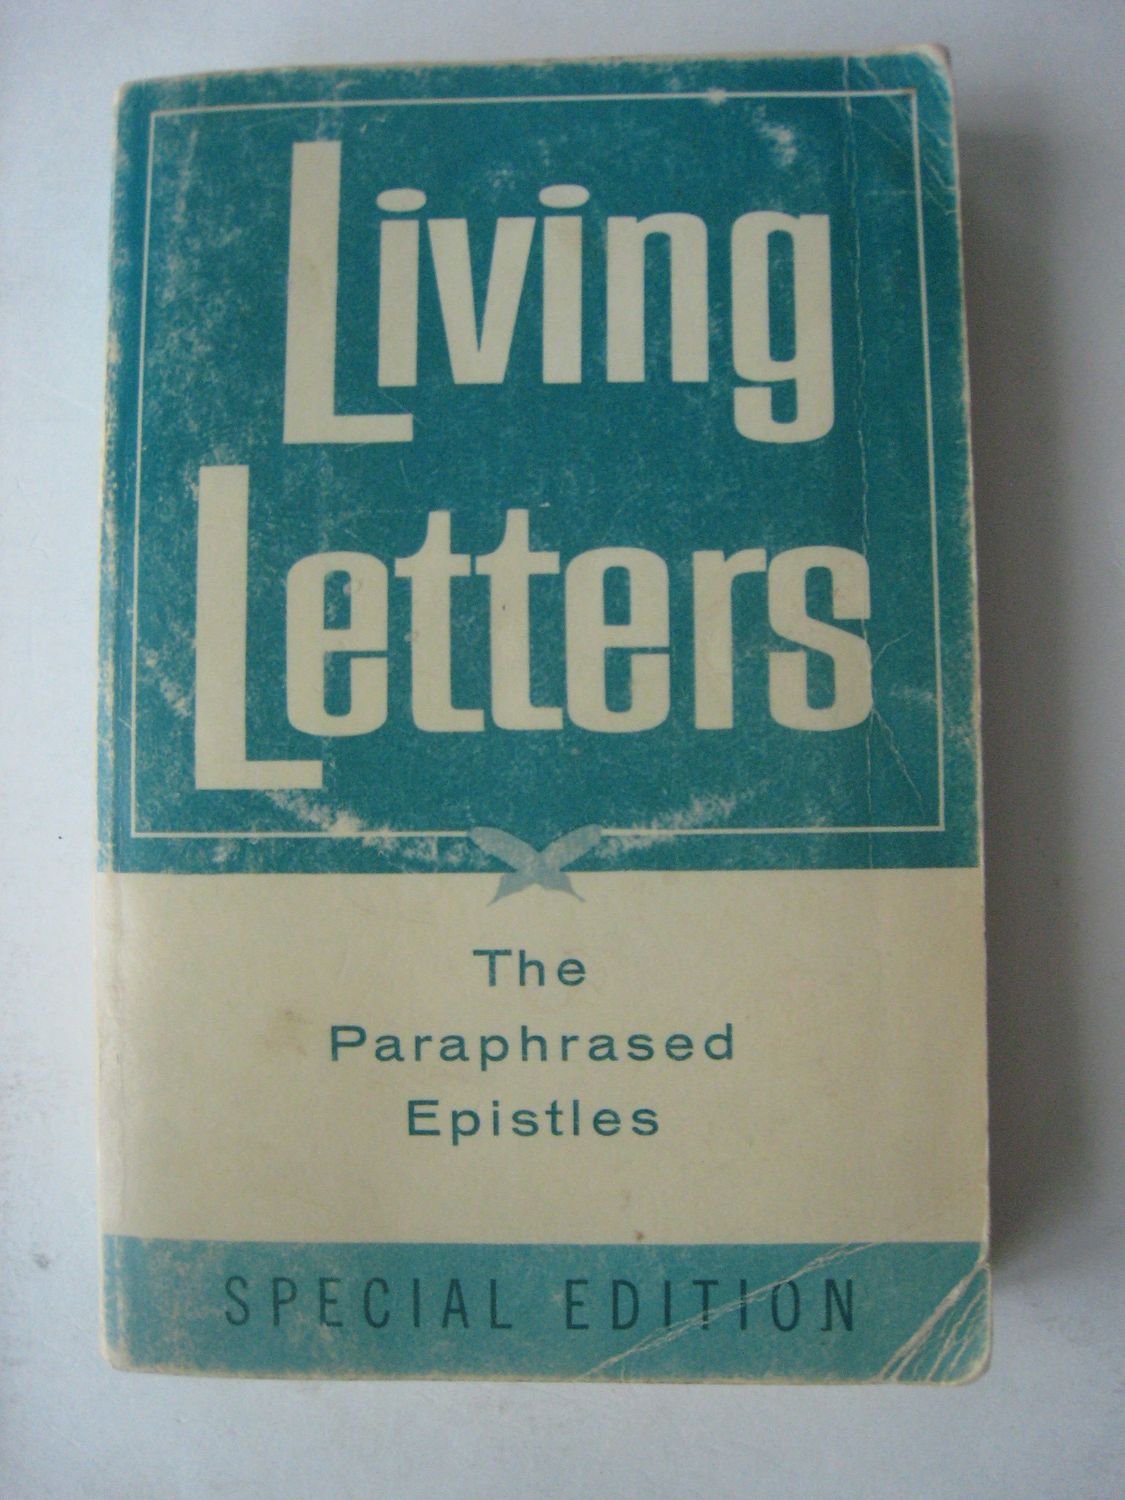 Living
Letters
The
Paraphrased
Epistles
SPECIAL EDITION